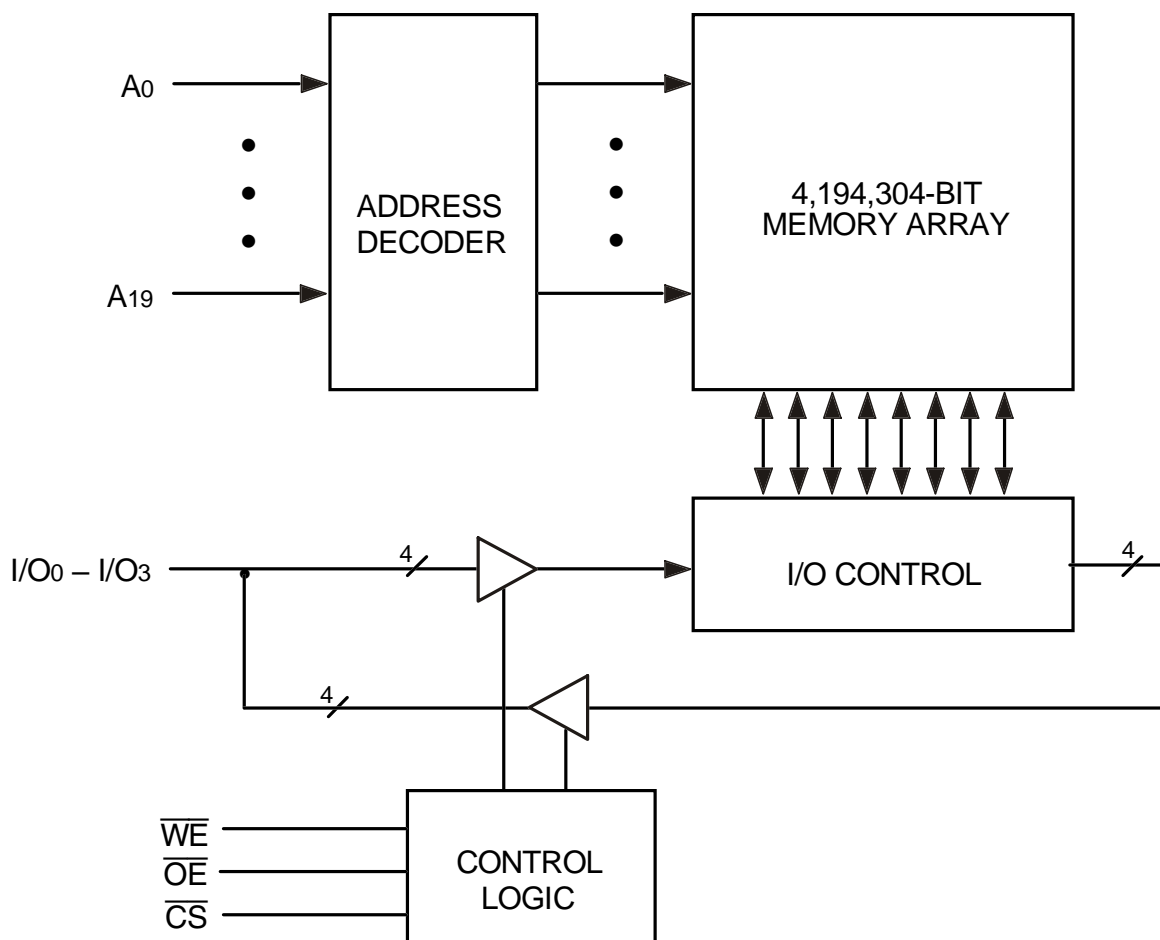 A0
A19
ADDRESS
DECODER
4,194,304-BIT
MEMORY ARRAY
I/O0 – I/O3
4
I/O CONTROL
4
4
WE
OE
CS
CONTROL
LOGIC